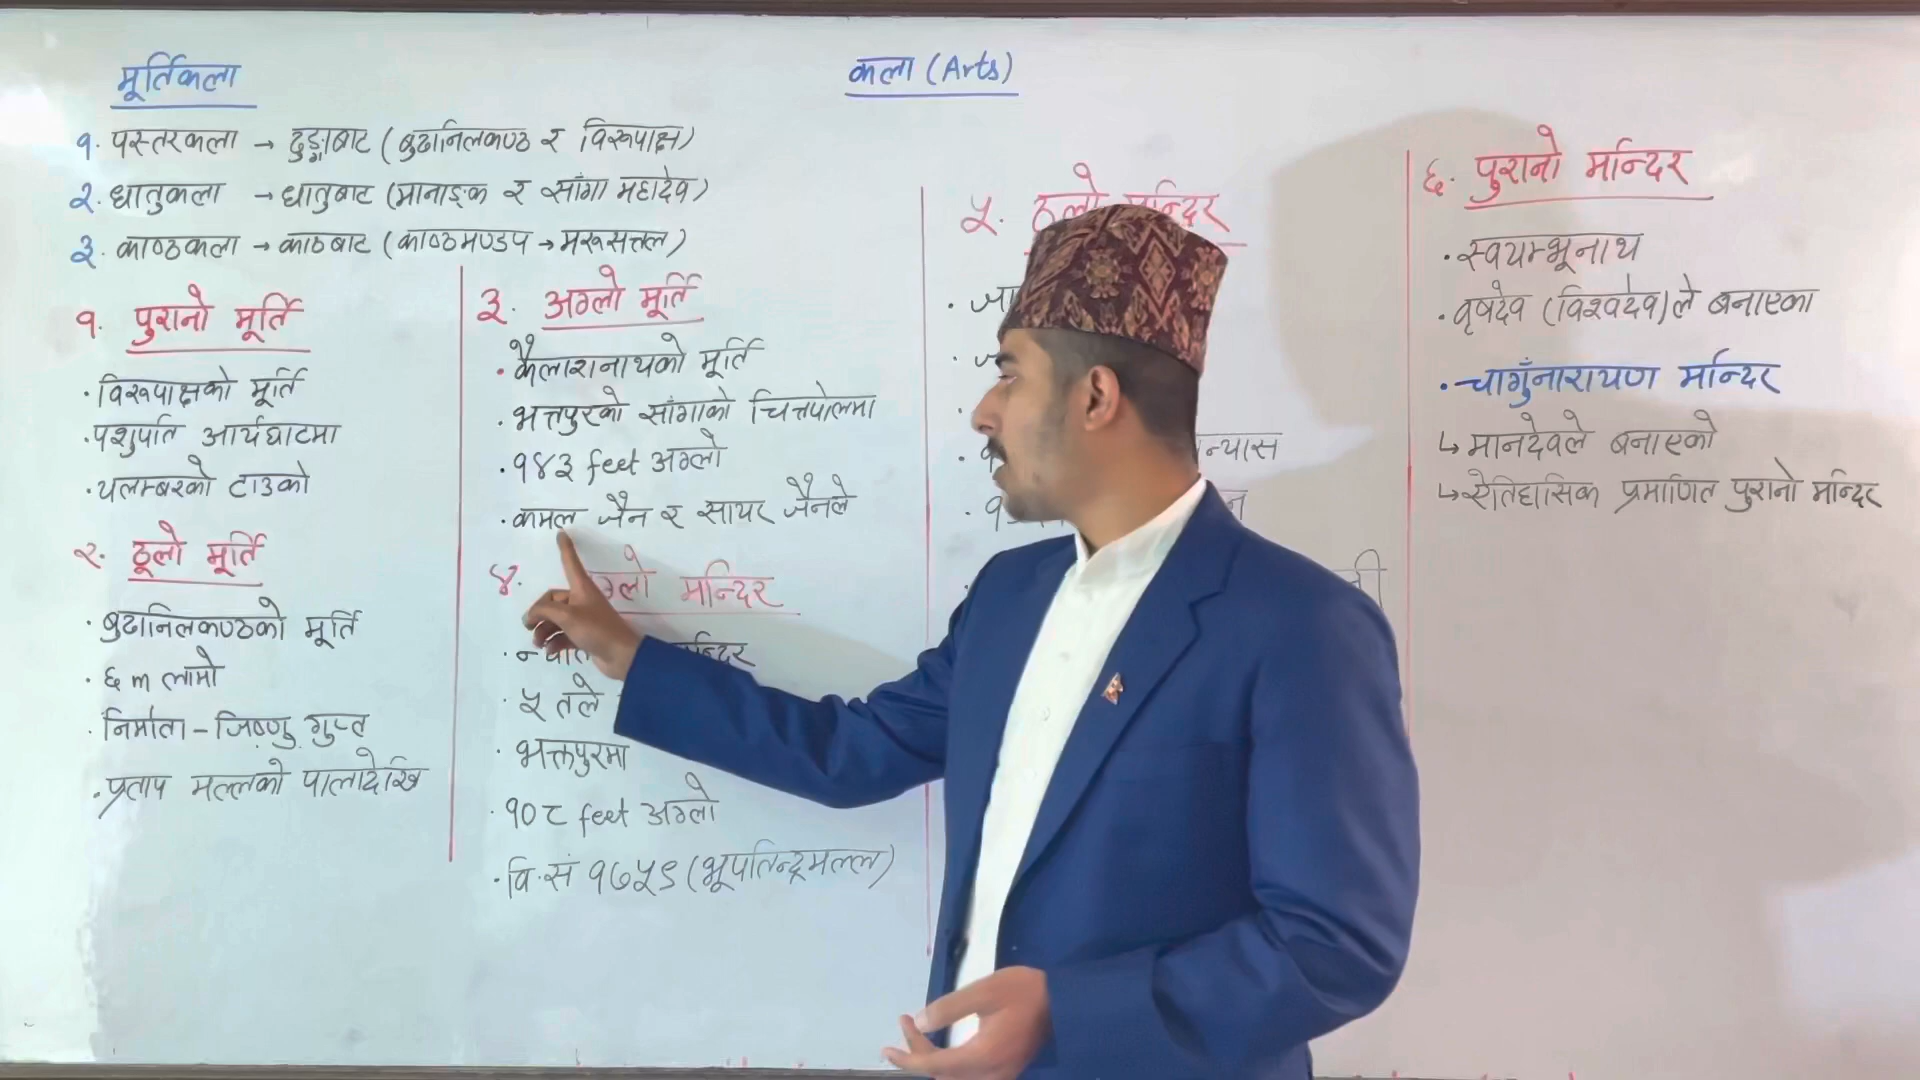 कला (Arts)
मूर्तिकला
१. पस्तरकला → ढुङ्गाबाट (बुढानिलकण्ठ र विरूपाक्ष)
२. धातुकला → धातुबाट (मानाङ्क र साँगा महादेव)
३. काण्ठकला → काठबाट (काण्ठमण्डप → मरूसत्तल)
१. पुरानो मूर्ति
· विरूपाक्षको मूर्ति
· पशुपति आर्यघाटमा
· यलम्बरको टाउको
२. ठूलो मूर्ति
· बुढानिलकण्ठको मूर्ति
· ६ m लामो
· निर्माता - जिष्णु गुप्त
· प्रताप मल्लको पालादेखि
३. अग्लो मूर्ति
· कैलाशनाथको मूर्ति
· भक्तपुरको साँगाको चित्तपोलमा
· १४३ feet अग्लो
· कमल जैन र सायर जैनले
४. मन्दिर
· ५ तले
· भक्तपुरमा
· १०८ feet अग्लो
· वि.सं १७५९ (भूपतिन्द्रमल्ल)
५. ठूलो मन्दिर
६. पुरानो मन्दिर
· स्वयम्भूनाथ
· वृषदेव (विश्वदेव)ले बनाएका
· चाँगुनारायण मन्दिर
↳ मानदेवले बनाएको
↳ ऐतिहासिक प्रमाणित पुरानो मन्दिर